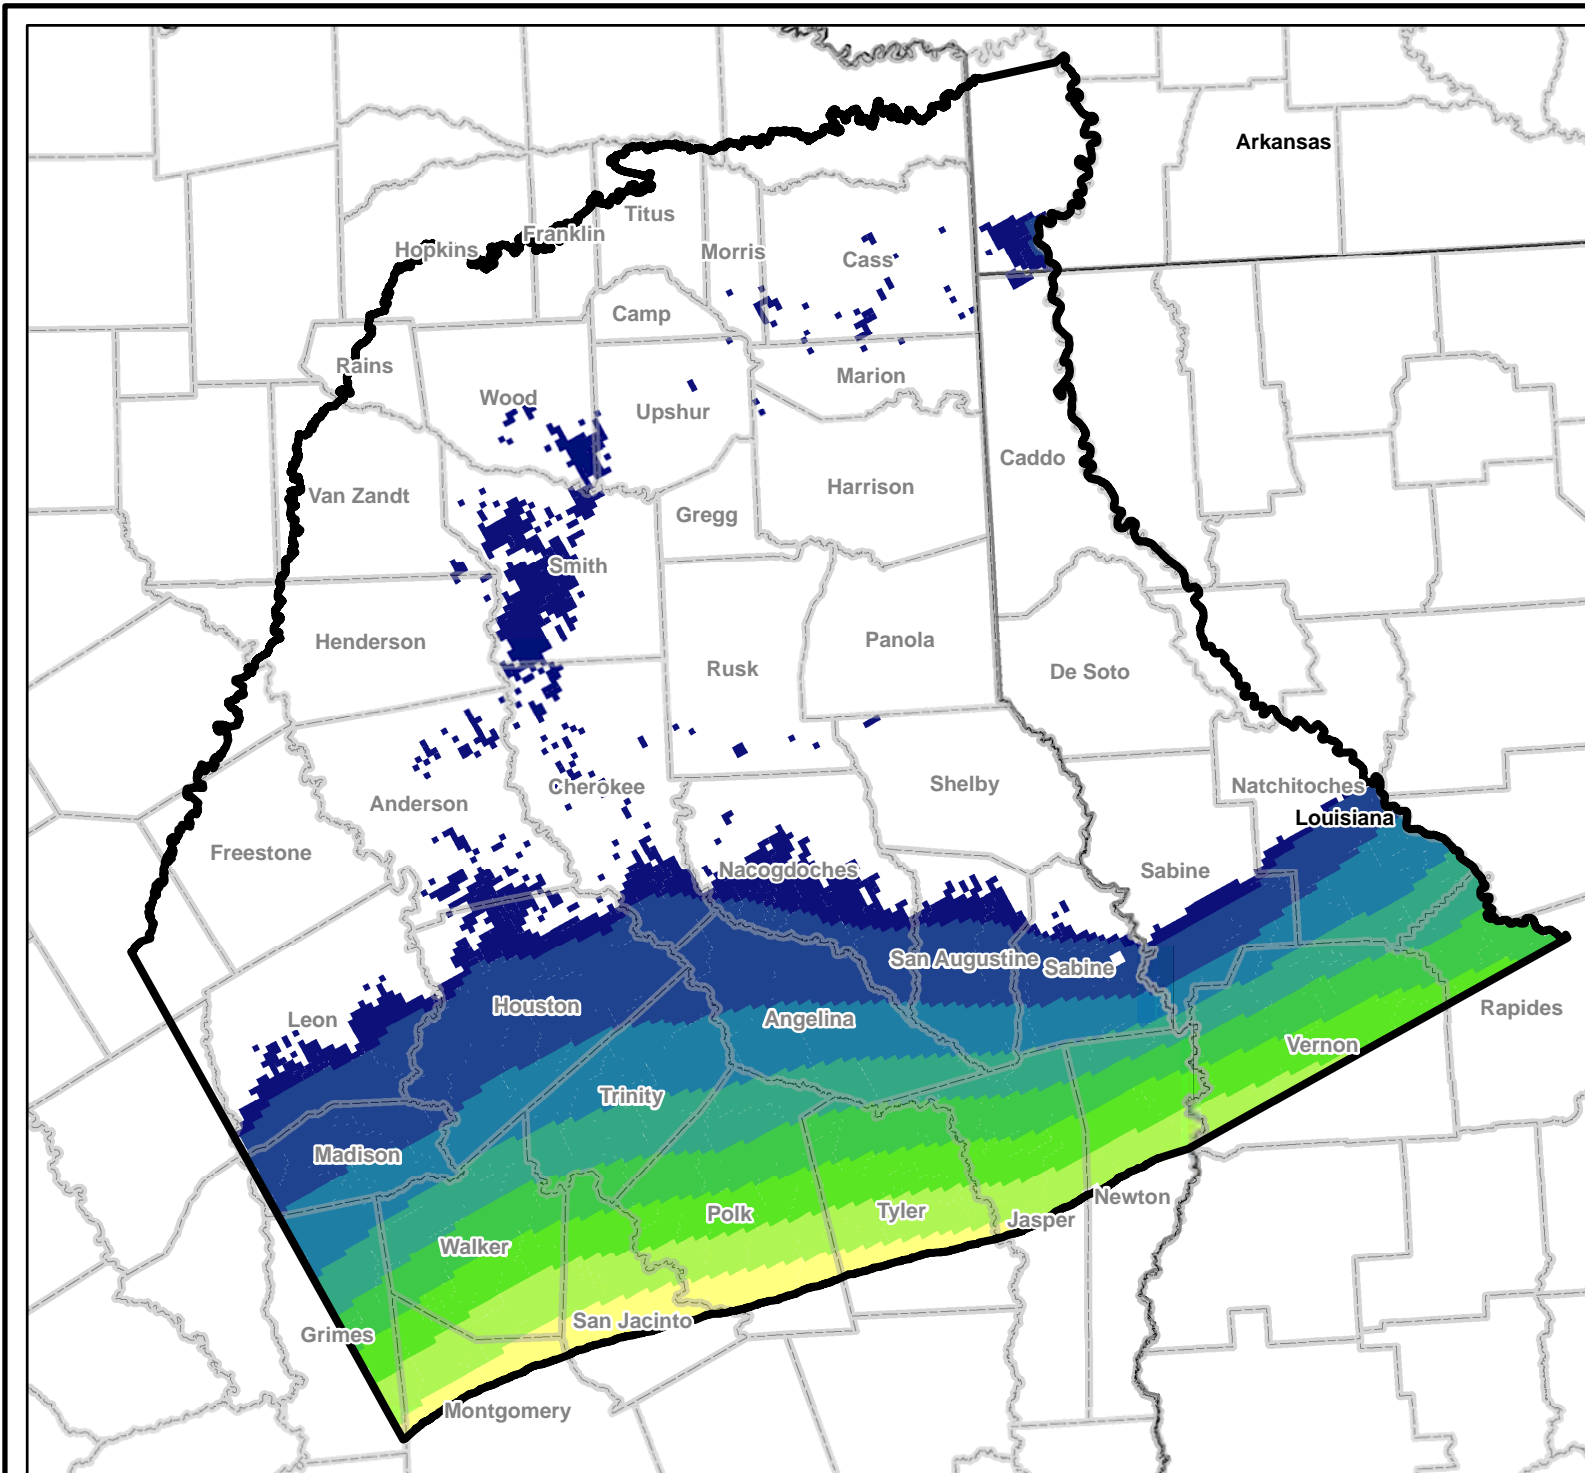 Arkansas
Titus
Franklin
Hopkins
Morris
Cass
Camp
Rains
Marion
Wood
Upshur
Caddo
Harrison
Van Zandt
Gregg
Smith
Henderson
Panola
Rusk
De Soto
Shelby
Natchitoches
Cherokee
Anderson
Louisiana
Freestone
Nacogdoches
Sabine
San Augustine
Sabine
Houston
Rapides
Leon
Angelina
Vernon
Trinity
Madison
Newton
Polk
Tyler
Jasper
Walker
San Jacinto
Grimes
Montgomery